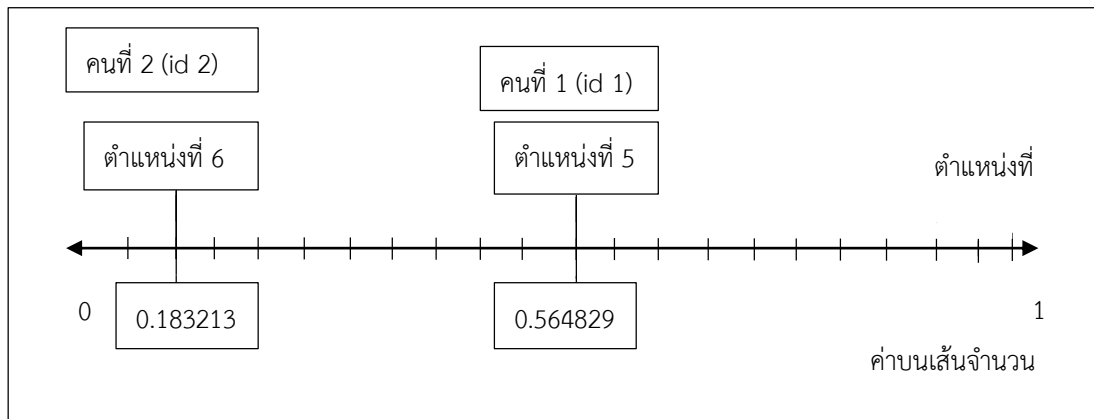 คนที่ 2 (id 2)
คนที่ 1 (id 1)
ตำแหน่งที่ 6
ตำแหน่งที่ 5
ตำแหน่งที่
0
0.183213
0.564829
1
ค่าบนเส้นจำนวน